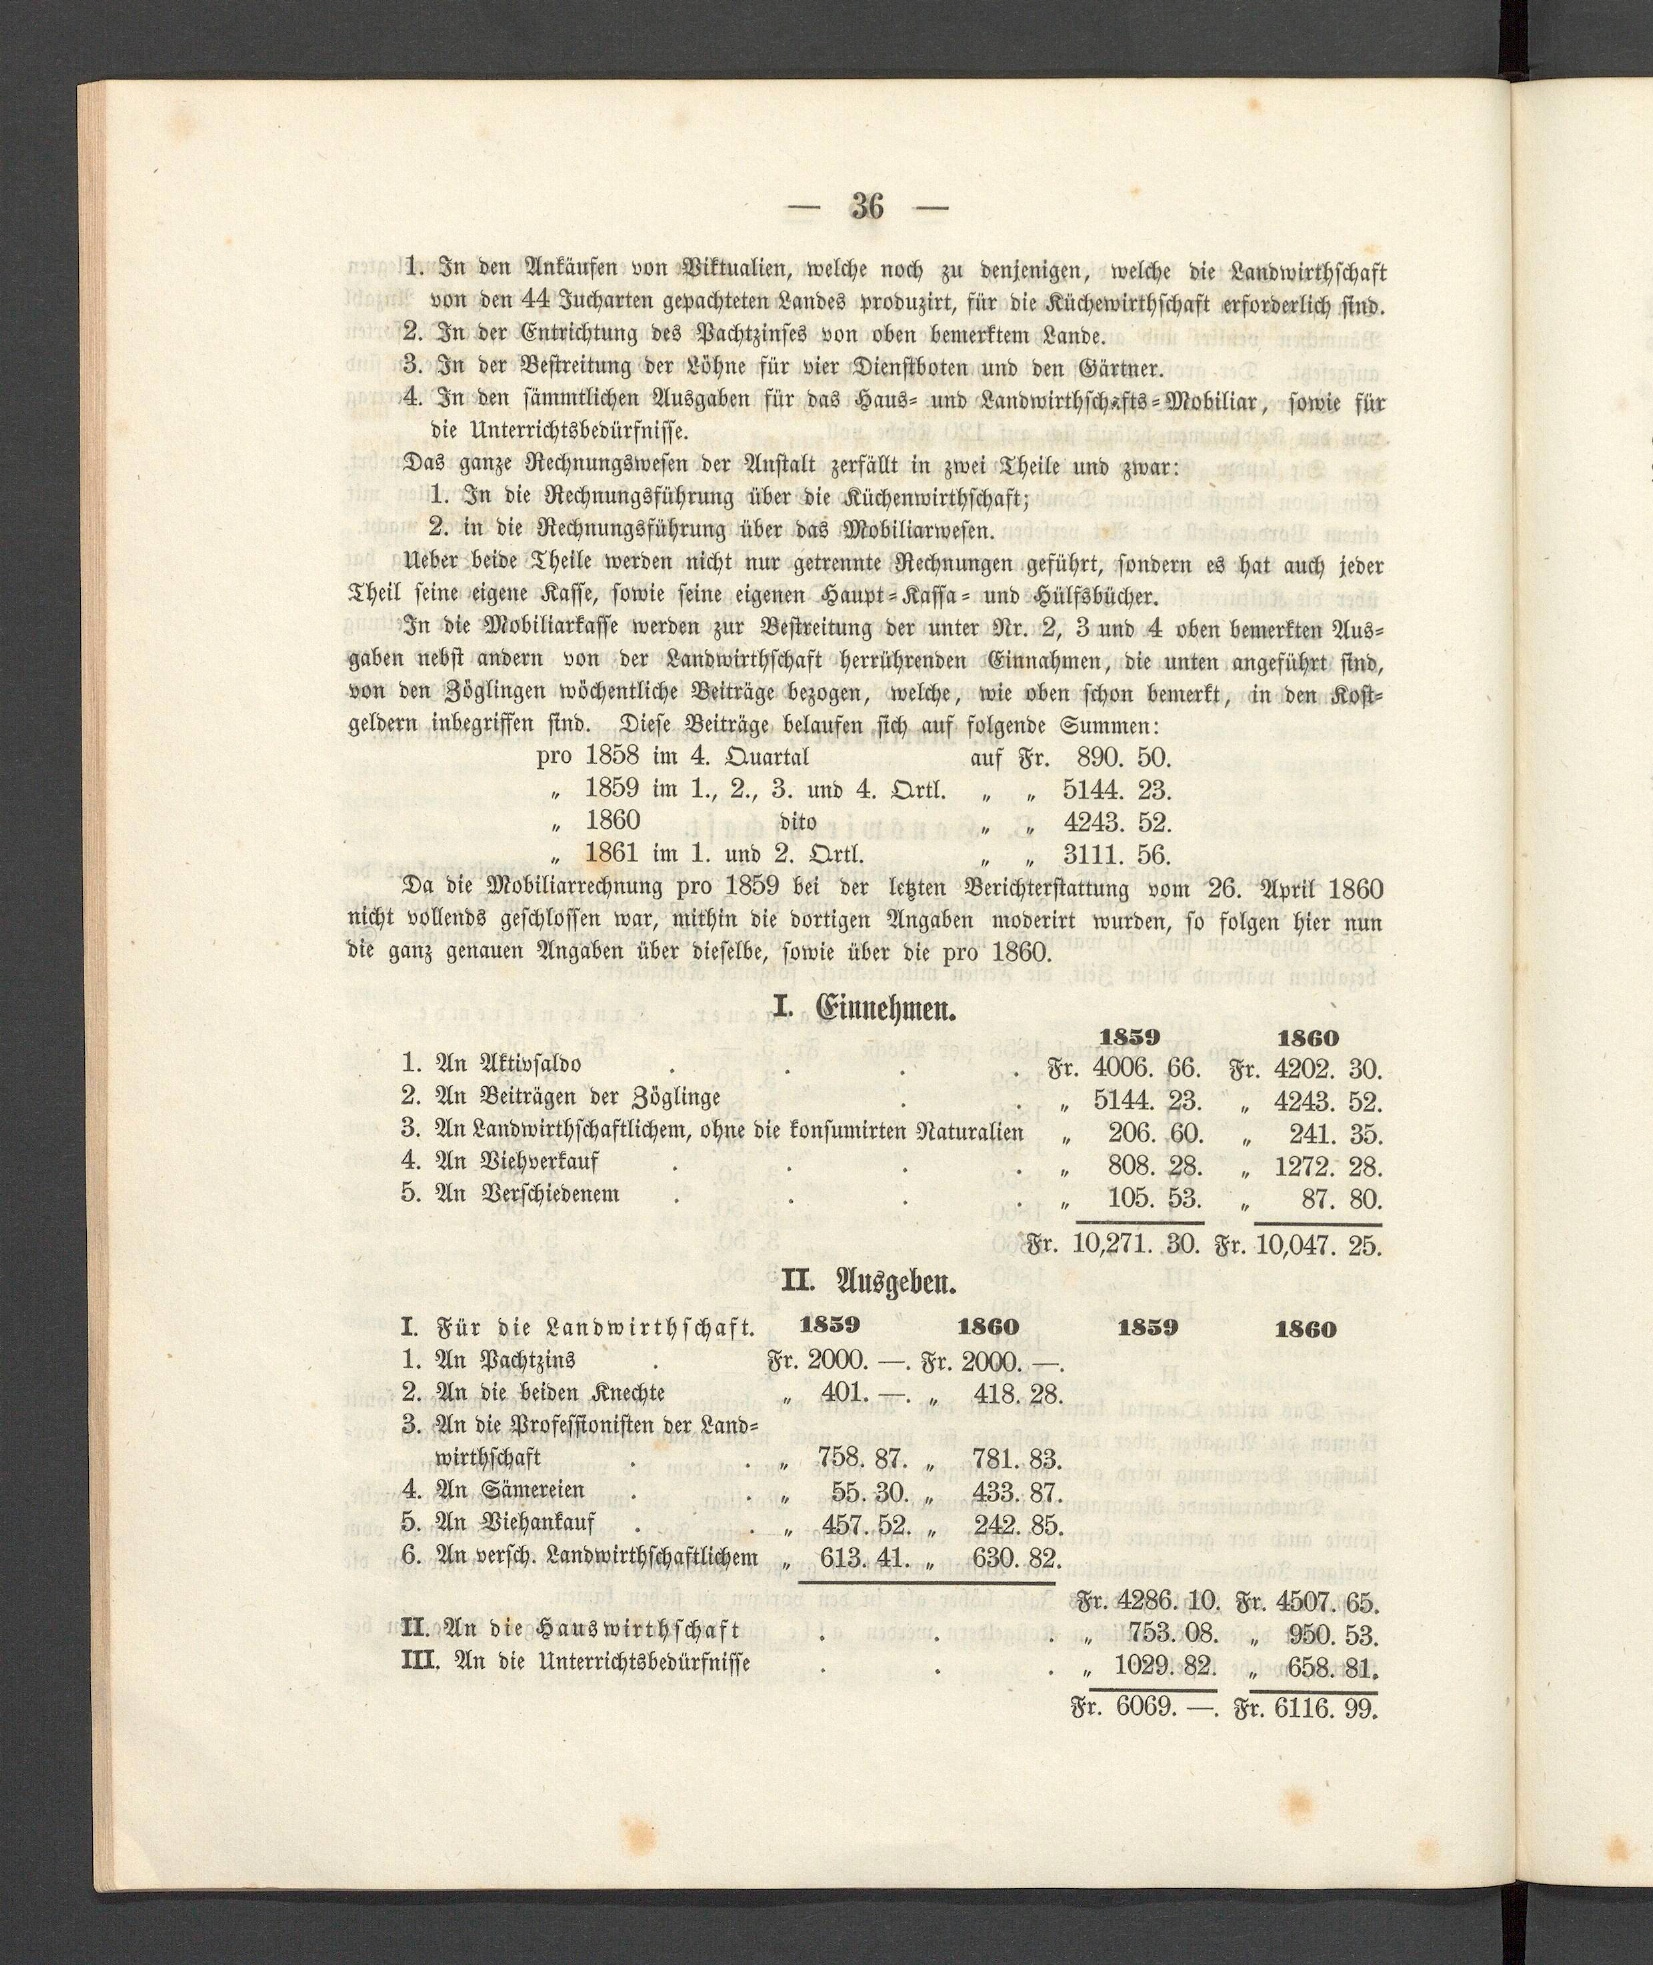 — 36 —
1. In den Ankäufen von Viktualien, welche noch zu denjenigen, welche die Landwirthschaft
von den 44 Jucharten gepachteten Landes produzirt, für die Küchewirthschaft erforderlich sind.
2. In der Entrichtung des Pachtzinses von oben bemerktem Lande.
3. In der Bestreitung der Löhne für vier Dienstboten und den Gärtner.
4. In den sämmtlichen Ausgaben für das Haus- und Landwirthschafts-Mobiliar, sowie für
die Unterrichtsbedürfnisse.
Das ganze Rechnungswesen der Anstalt zerfällt in zwei Theile und zwar:
1. In die Rechnungsführung über die Küchenwirthschaft;
2. in die Rechnungsführung über das Mobiliarwesen.
Ueber beide Theile werden nicht nur getrennte Rechnungen geführt, sondern es hat auch jeder
Theil seine eigene Kasse, sowie seine eigenen Haupt-Kassa- und Hülfsbücher.
In die Mobiliarkasse werden zur Bestreitung der unter Nr. 2, 3 und 4 oben bemerkten Aus-
gaben nebst andern von der Landwirthschaft herrührenden Einnahmen, die unten angeführt sind,
von den Zöglingen wöchentliche Beiträge bezogen, welche, wie oben schon bemerkt, in den Kost-
geldern inbegriffen sind. Diese Beiträge belaufen sich auf folgende Summen:
pro 1858 im 4. Quartal auf Fr. 890. 50.
„ 1859 im 1., 2., 3. und 4. Qrtl. „ „ 5144. 23.
„ 1860 dito „ „ 4243. 52.
„ 1861 im 1. und 2. Qrtl. „ „ 3111. 56.
Da die Mobiliarrechnung pro 1859 bei der letzten Berichterstattung vom 26. April 1860
nicht vollends geschlossen war, mithin die dortigen Angaben moderirt wurden, so folgen hier nun
die ganz genauen Angaben über dieselbe, sowie über die pro 1860.
I. Einnehmen.
1859 1860
1. An Aktivsaldo . . . . Fr. 4006. 66. Fr. 4202. 30.
2. An Beiträgen der Zöglinge . . „ 5144. 23. „ 4243. 52.
3. An Landwirthschaftlichem, ohne die konsumirten Naturalien „ 206. 60. „ 241. 35.
4. An Viehverkauf . . . . „ 808. 28. „ 1272. 28.
5. An Verschiedenem . . . . „ 105. 53. „ 87. 80.
Fr. 10,271. 30. Fr. 10,047. 25.
II. Ausgeben.
I. Für die Landwirthschaft. 1859 1860 1859 1860
1. An Pachtzins . Fr. 2000. —. Fr. 2000. —.
2. An die beiden Knechte „ 401. —. „ 418. 28.
3. An die Professionisten der Land-
wirthschaft . . „ 758. 87. „ 781. 83.
4. An Sämereien . . „ 55. 30. „ 433. 87.
5. An Viehankauf . . „ 457. 52. „ 242. 85.
6. An versch. Landwirthschaftlichem „ 613. 41. „ 630. 82.
Fr. 4286. 10. Fr. 4507. 65.
II. An die Hauswirthschaft . . . „ 753. 08. „ 950. 53.
III. An die Unterrichtsbedürfnisse . . . „ 1029. 82. „ 658. 81.
Fr. 6069. —. Fr. 6116. 99.